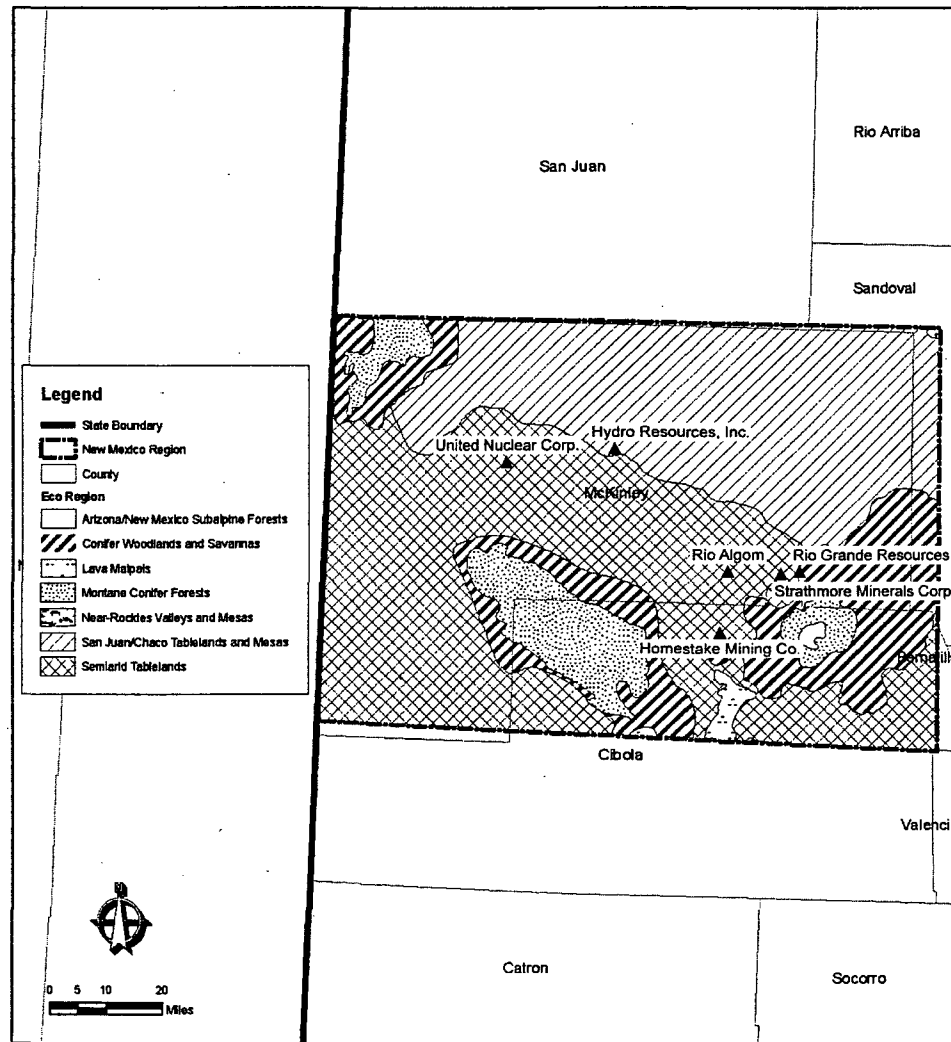 Rio Arriba
San Juan
Sandoval
Legend
State Boundary
New Mexico Region
County
Eco Region
Arizona/New Mexico Subalpine Forests
Conifer Woodlands and Savannas
Lava Malpais
Montane Conifer Forests
Near-Rockies Valleys and Mesas
San Juan/Chaco Tablelands and Mesas
Semiarid Tablelands
Hydro Resources, Inc.
United Nuclear Corp.
McKinley
Rio Algom
Rio Grande Resources
Strathmore Minerals Corp
Homestake Mining Co.
Bernalill
Cibola
Valenci
N
Catron
Socorro
0 5 10 20
Miles